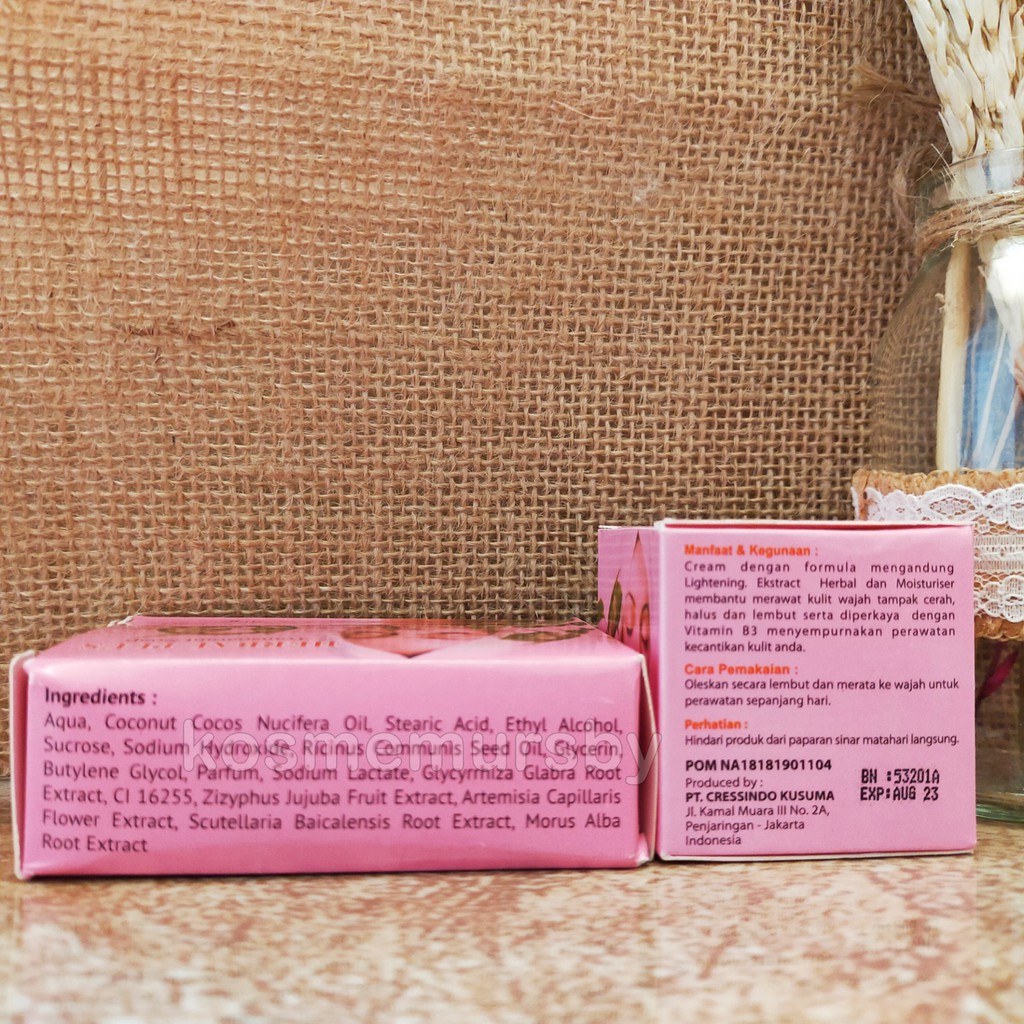 Ingredients :
Aqua, Coconut Cocos Nucifera Oil, Stearic Acid, Ethyl Alcohol,
Sucrose, Sodium Hydroxide, Ricinus Communis Seed Oil, Glycerin,
Butylene Glycol, Parfum, Sodium Lactate, Glycyrrhiza Glabra Root
Extract, CI 16255, Zizyphus Jujuba Fruit Extract, Artemisia Capillaris
Flower Extract, Scutellaria Baicalensis Root Extract, Morus Alba
Root Extract
kosmemursby
Manfaat & Kegunaan :
Cream dengan formula mengandung
Lightening. Ekstract Herbal dan Moisturiser
membantu merawat kulit wajah tampak cerah,
halus dan lembut serta diperkaya dengan
Vitamin B3 menyempurnakan perawatan
kecantikan kulit anda.
Cara Pemakaian :
Oleskan secara lembut dan merata ke wajah untuk
perawatan sepanjang hari.
Perhatian :
Hindari produk dari paparan sinar matahari langsung.
POM NA18181901104
Produced by :
PT. CRESSINDO KUSUMA
Jl. Kamal Muara III No. 2A,
Penjaringan - Jakarta
Indonesia
BN :53201A
EXP:AUG 23